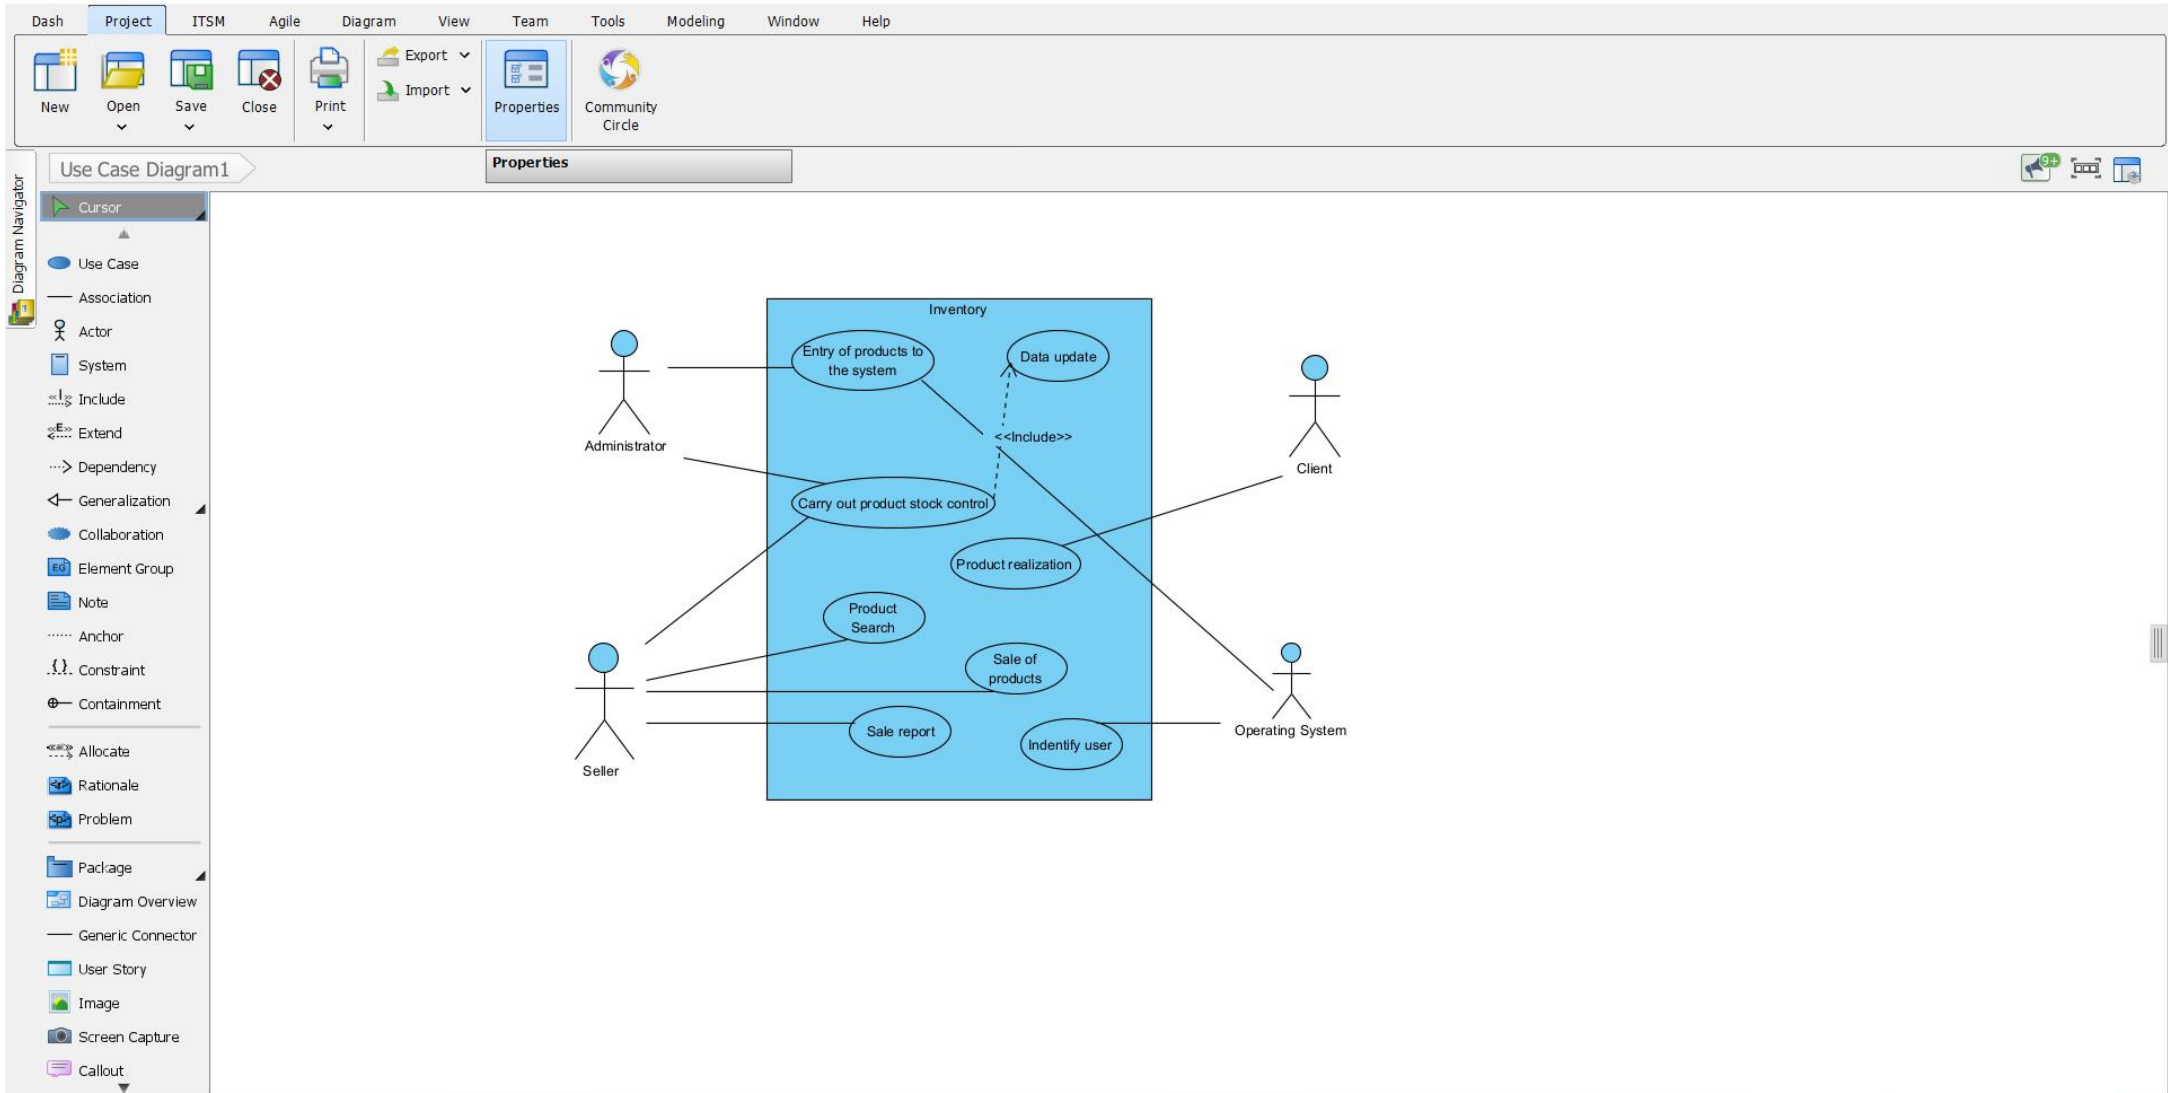 Dash Project ITSM Agile Diagram View Team Tools Modeling Window Help
New Open Save Close Print Export Import Properties Community
Circle
Diagram Navigator
Use Case Diagram1
Properties
9+
Cursor
Use Case
Association
Actor
System
Include
Extend
Dependency
Generalization
Collaboration
EG Element Group
Note
Anchor
Constraint
Containment
Allocate
Rationale
Problem
Package
Diagram Overview
Generic Connector
User Story
Image
Screen Capture
Callout
Inventory
Entry of products to
the system
Data update
Administrator
<<Include>>
Client
Carry out product stock control
Product realization
Product
Search
Sale of
products
Sale report
Indentify user
Operating System
Seller